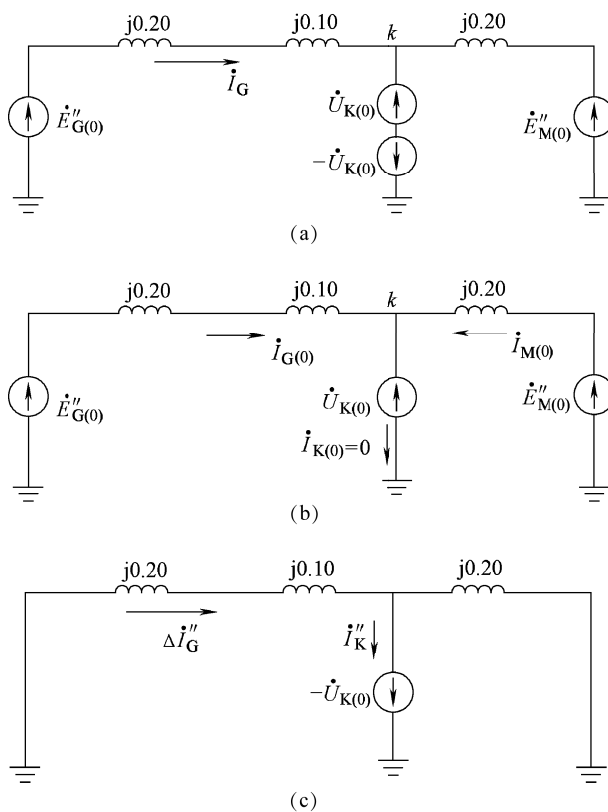 j0.20 j0.10 k j0.20
İ_G
U̇_K(0)
Ė″_G(0) Ė″_M(0)
−U̇_K(0)
(a)
j0.20 j0.10 k j0.20
İ_G(0) İ_M(0)
Ė″_G(0) U̇_K(0) Ė″_M(0)
İ_K(0)=0
(b)
j0.20 j0.10 j0.20
Δİ″_G İ″_K
−U̇_K(0)
(c)